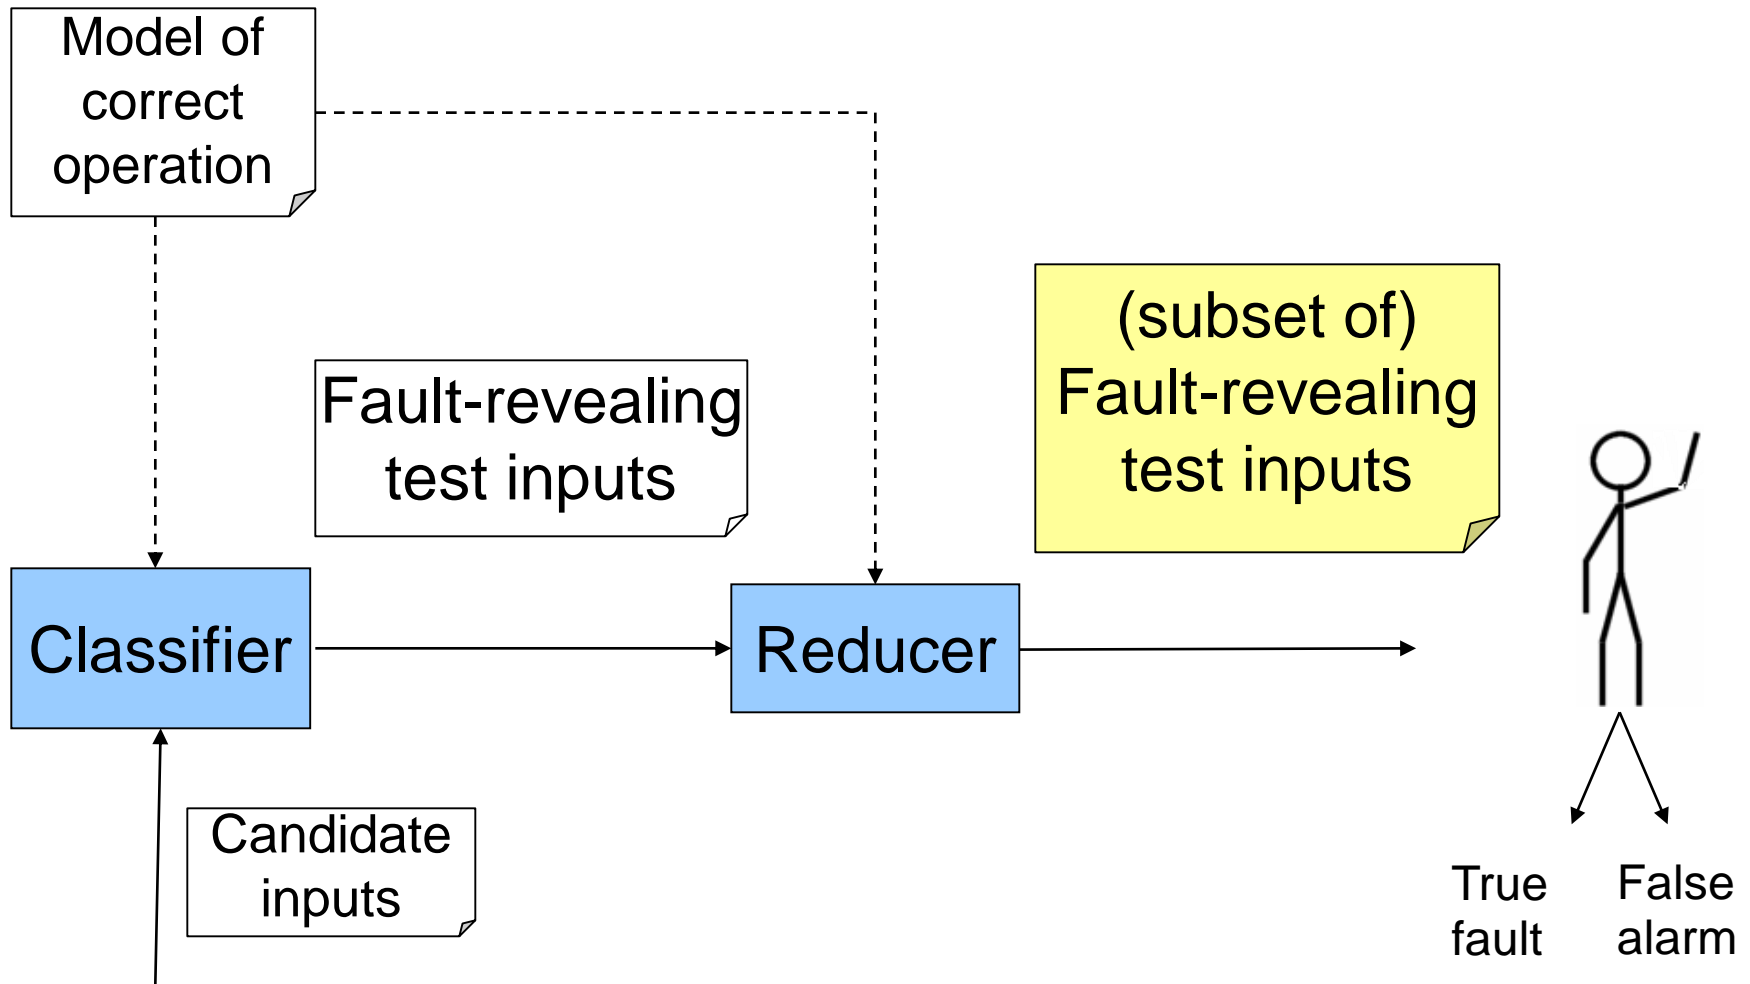 Model of
correct
operation
(subset of)
Fault-revealing
test inputs
Fault-revealing
test inputs
Classifier
Reducer
Candidate
inputs
True
fault
False
alarm